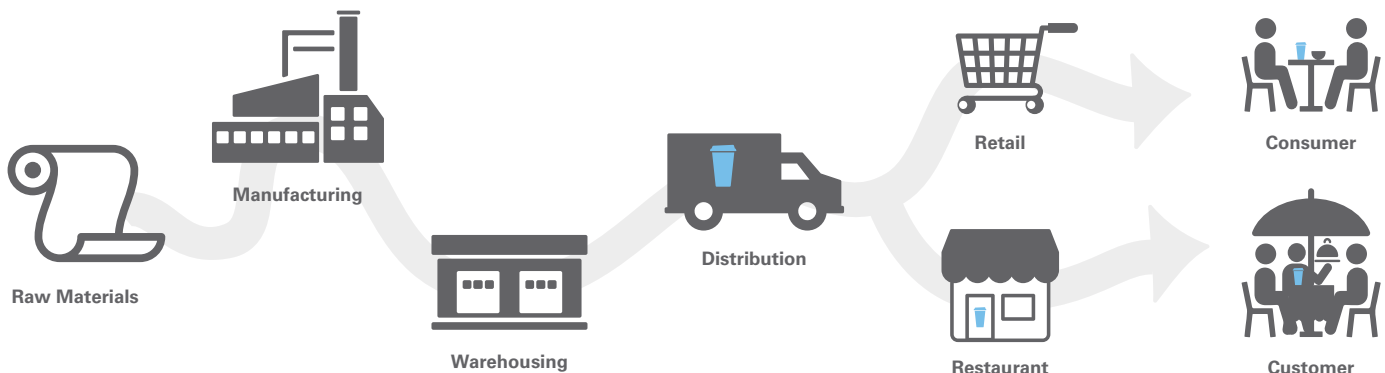 Raw Materials
Manufacturing
Warehousing
Distribution
Retail
Consumer
Restaurant
Customer